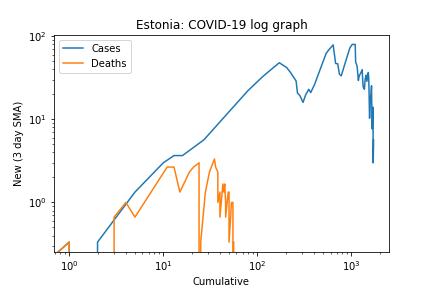 Estonia: COVID-19 log graph
Cases
Deaths
New (3 day SMA)
10²
10¹
10⁰
10⁰ 10¹ 10² 10³
Cumulative